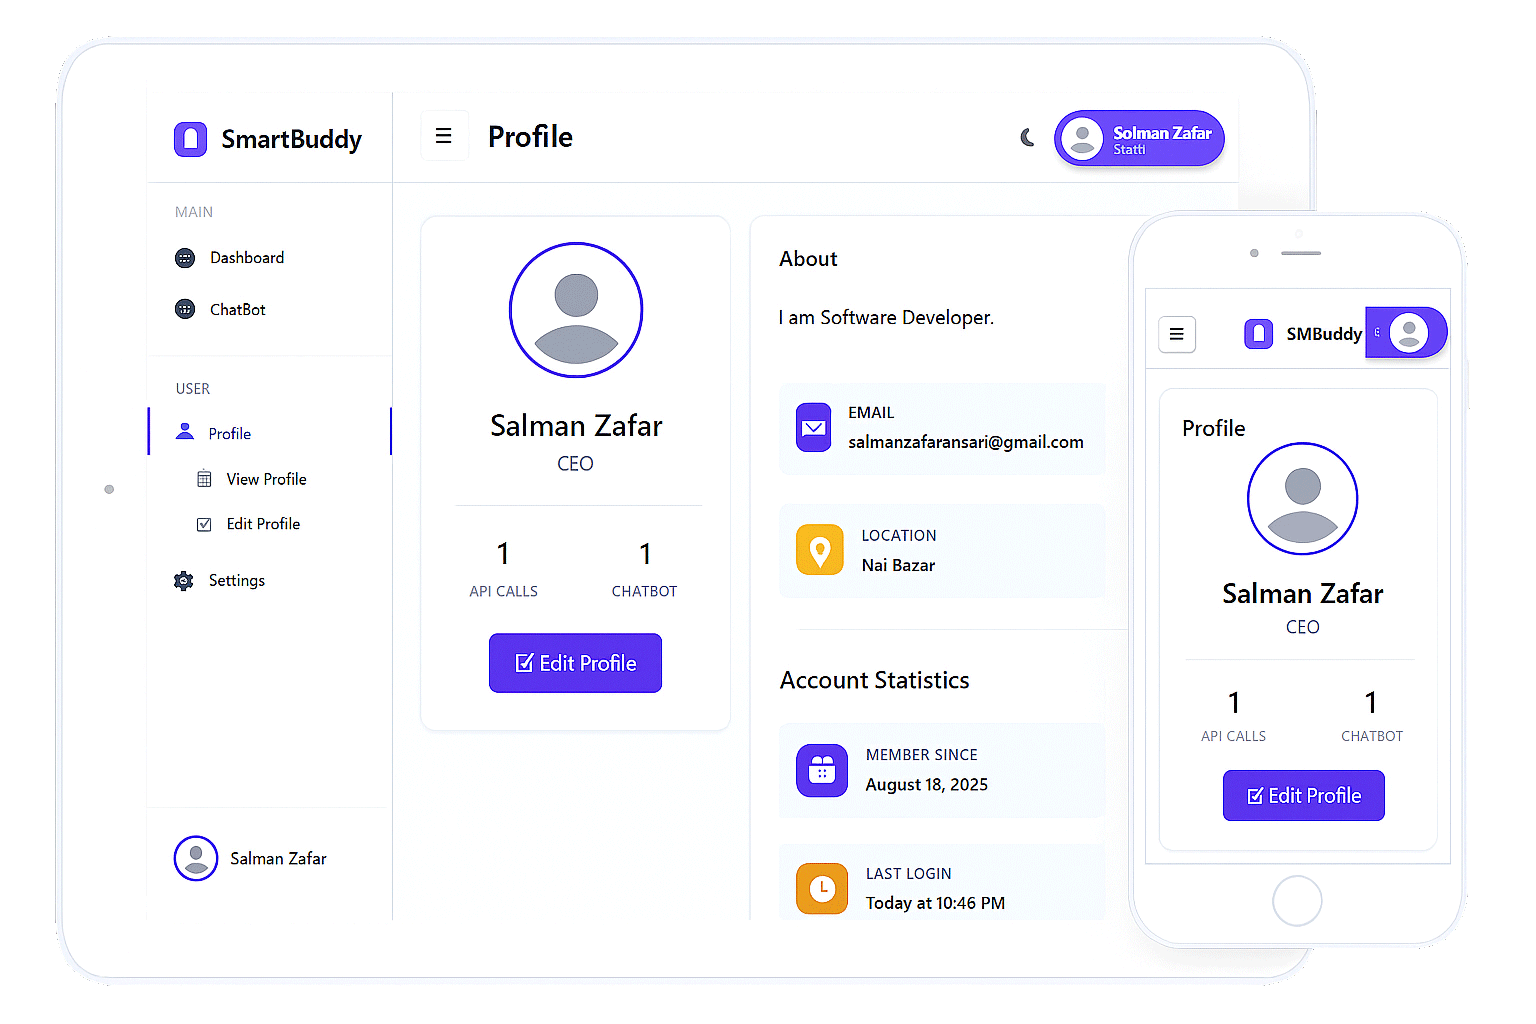 SmartBuddy
Profile
Solman Zafar
Statti
MAIN
Dashboard
ChatBot
USER
Profile
View Profile
Edit Profile
Settings
Salman Zafar
Salman Zafar
CEO
1
1
API CALLS
CHATBOT
Edit Profile
About
I am Software Developer.
EMAIL
salmanzafaransari@gmail.com
LOCATION
Nai Bazar
Account Statistics
MEMBER SINCE
August 18, 2025
LAST LOGIN
Today at 10:46 PM
SMBuddy
Profile
Salman Zafar
CEO
1
1
API CALLS
CHATBOT
Edit Profile